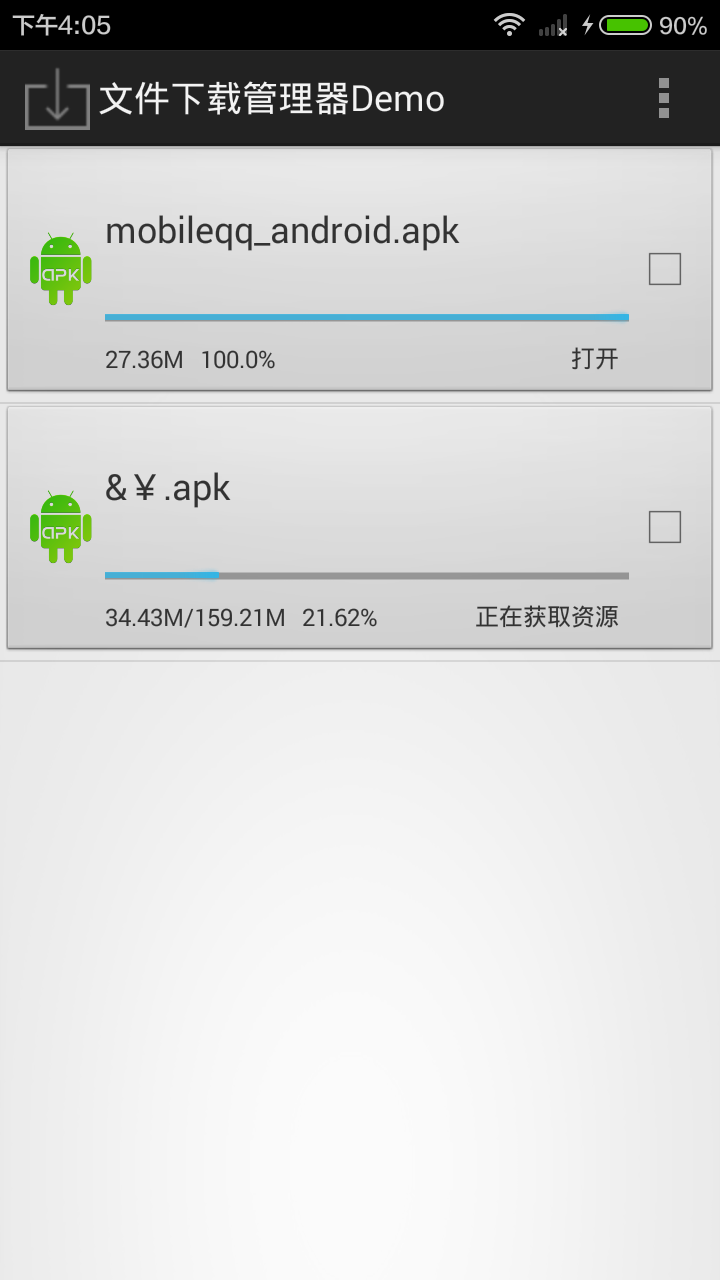 下午4:05 90%
文件下载管理器Demo
mobileqq_android.apk
APK
27.36M 100.0% 打开
&￥.apk
APK
34.43M/159.21M 21.62% 正在获取资源